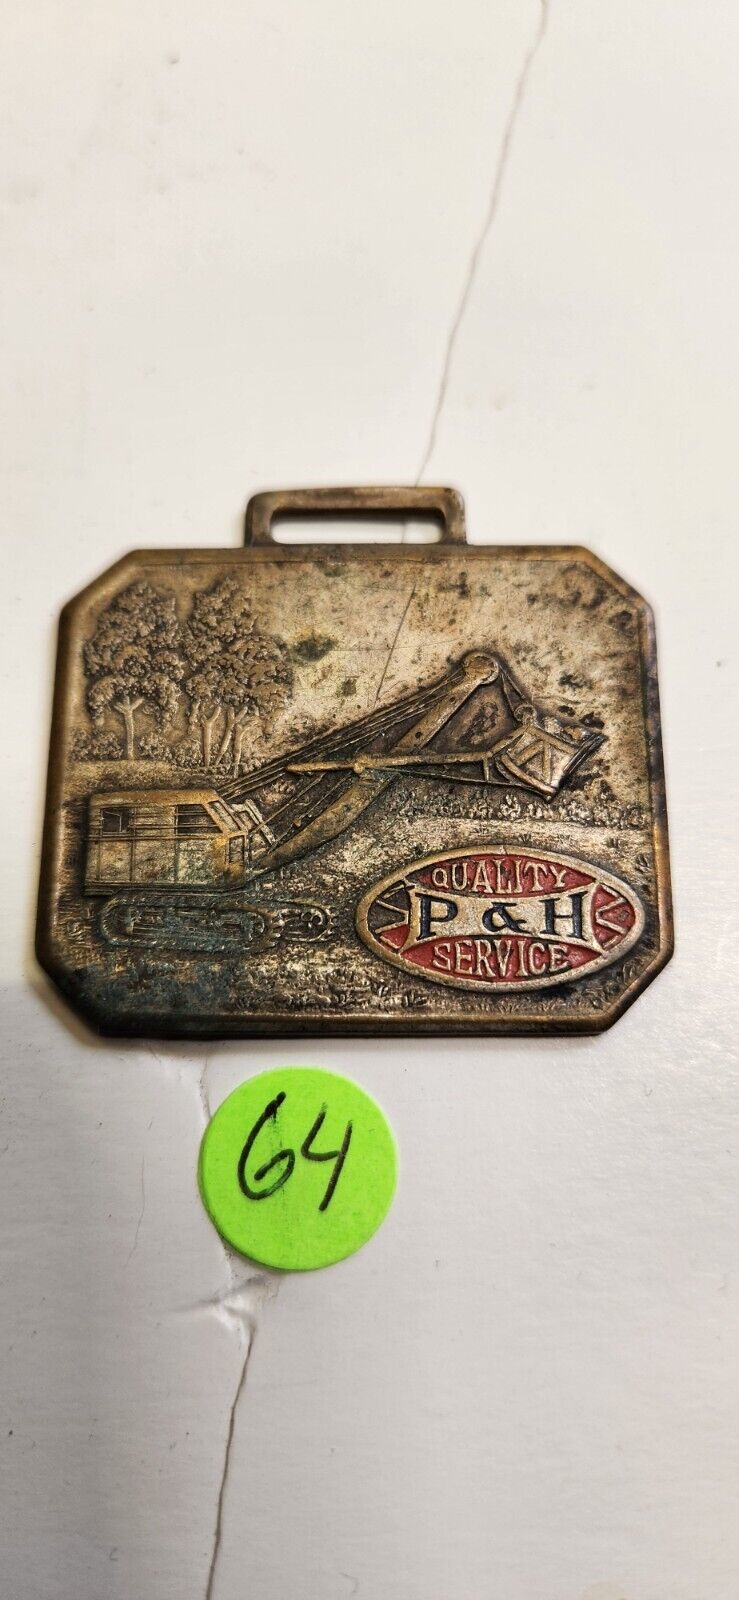 QUALITY
P & H
SERVICE
64